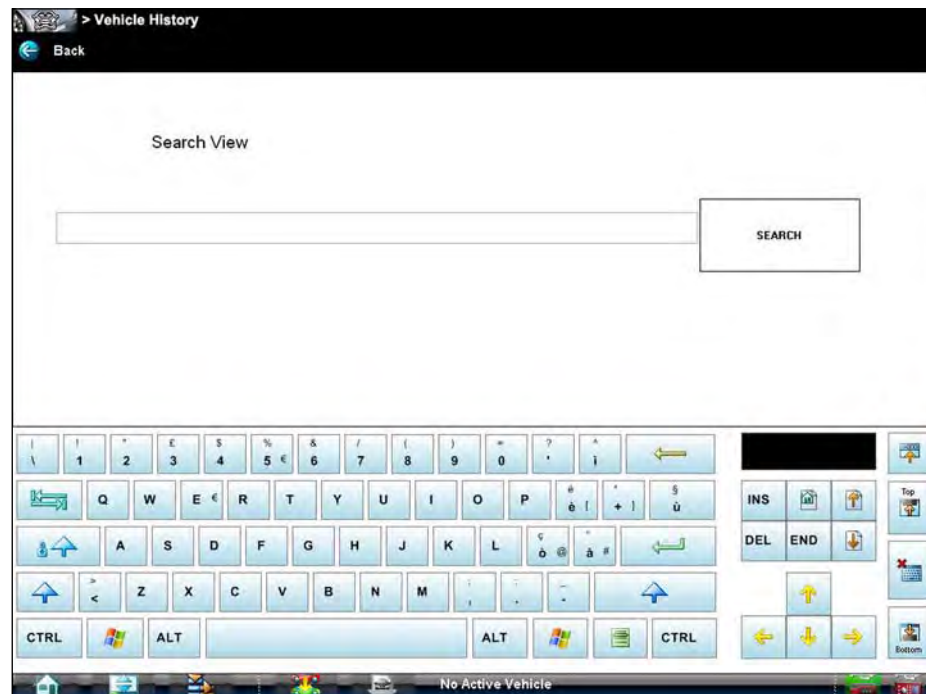 > Vehicle History
Back
Search View
SEARCH
| ! " £ $ % & / ( ) = ? ^
\ 1 2 3 4 5 € 6 7 8 9 0 ' ì
Q W E € R T Y U I O P è [ + ] ù §
A S D F G H J K L ç ò @ ° à #
> < Z X C V B N M ; , : . _ -
CTRL ALT ALT CTRL
INS
DEL END
Top
Bottom
No Active Vehicle